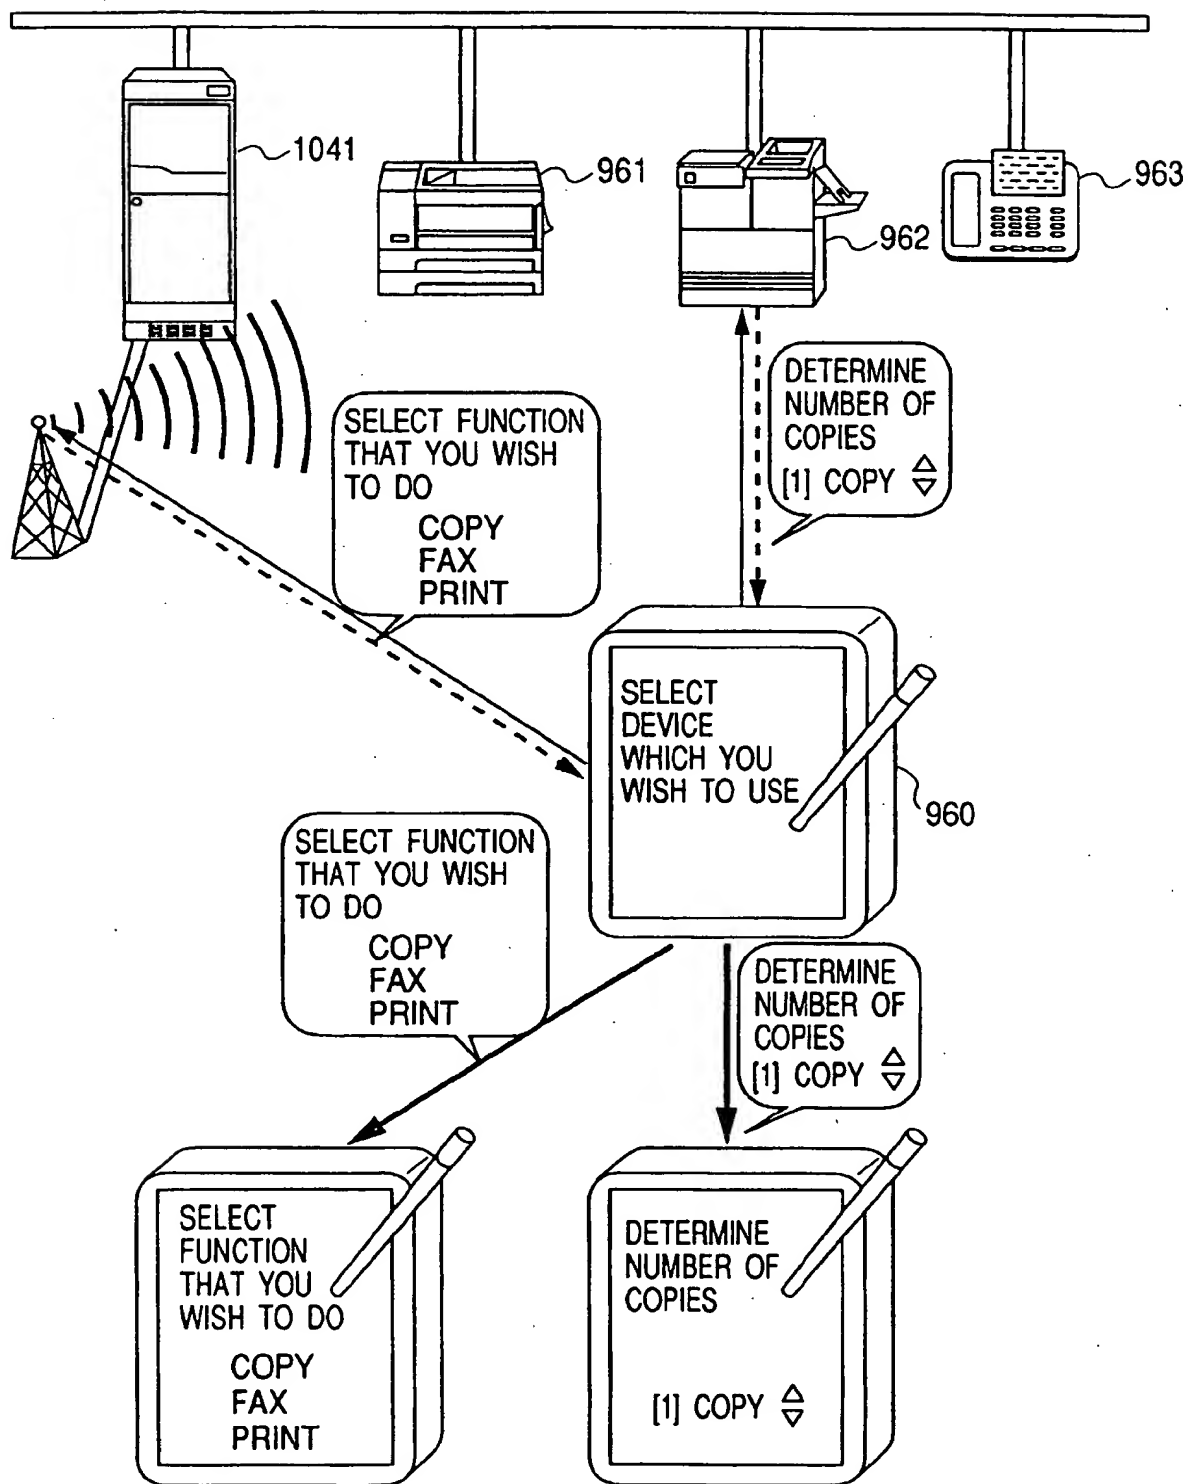 1041
961
962
963
DETERMINE
NUMBER OF
COPIES
[1] COPY
SELECT FUNCTION
THAT YOU WISH
TO DO
COPY
FAX
PRINT
SELECT
DEVICE
WHICH YOU
WISH TO USE
960
SELECT FUNCTION
THAT YOU WISH
TO DO
COPY
FAX
PRINT
DETERMINE
NUMBER OF
COPIES
[1] COPY
SELECT
FUNCTION
THAT YOU
WISH TO DO
COPY
FAX
PRINT
DETERMINE
NUMBER OF
COPIES
[1] COPY